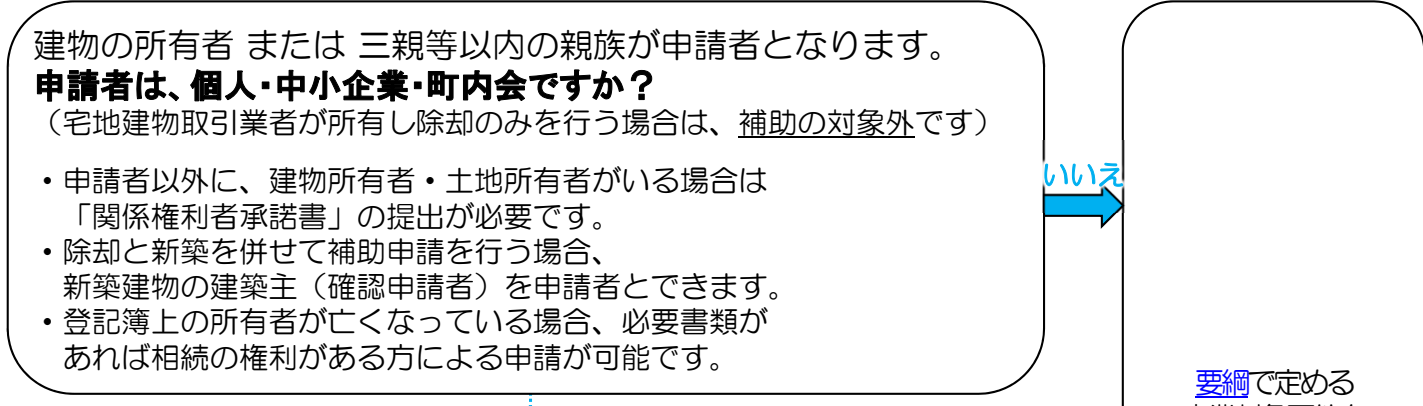 建物の所有者 または 三親等以内の親族が申請者となります。
申請者は、個人・中小企業・町内会ですか？
（宅地建物取引業者が所有し除却のみを行う場合は、補助の対象外です）
・申請者以外に、建物所有者・土地所有者がいる場合は
「関係権利者承諾書」の提出が必要です。
・除却と新築を併せて補助申請を行う場合、
新築建物の建築主（確認申請者）を申請者とできます。
・登記簿上の所有者が亡くなっている場合、必要書類が
あれば相続の権利がある方による申請が可能です。
いいえ
要綱で定める